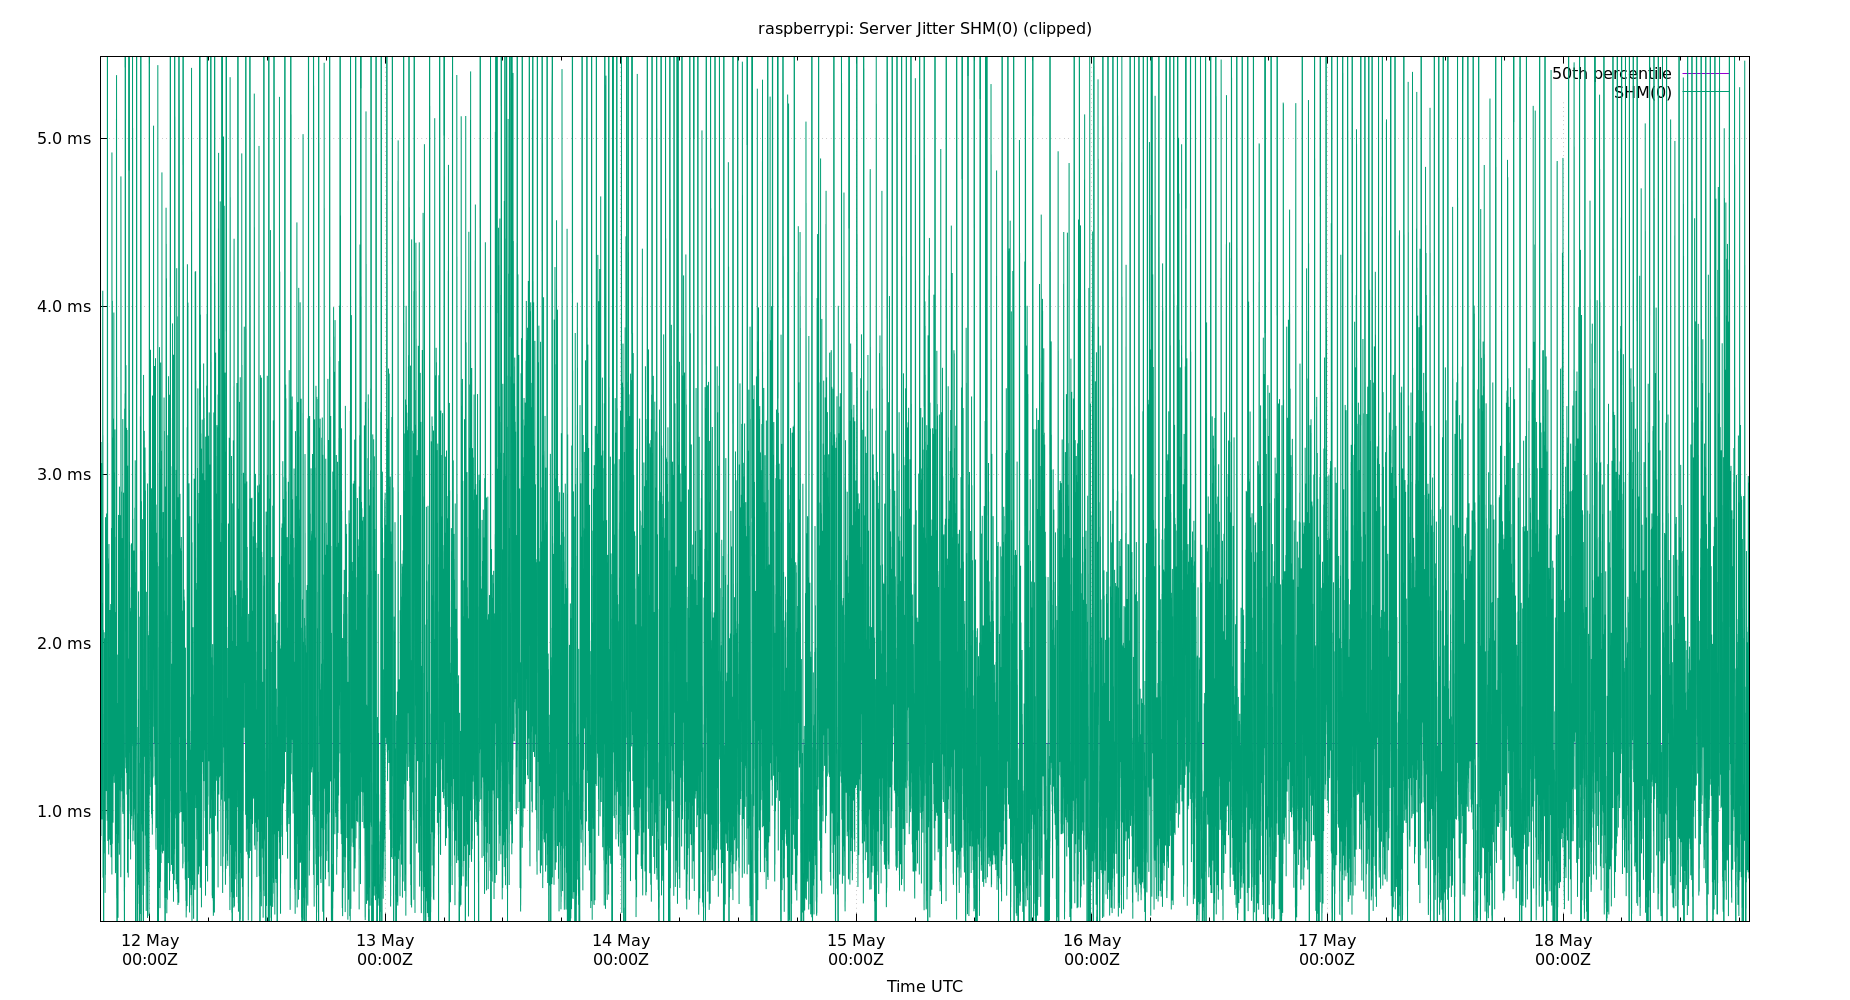 raspberrypi: Server Jitter SHM(0) (clipped)
50th percentile
SHM(0)
5.0 ms
4.0 ms
3.0 ms
2.0 ms
1.0 ms
12 May 13 May 14 May 15 May 16 May 17 May 18 May
00:00Z 00:00Z 00:00Z 00:00Z 00:00Z 00:00Z 00:00Z
Time UTC